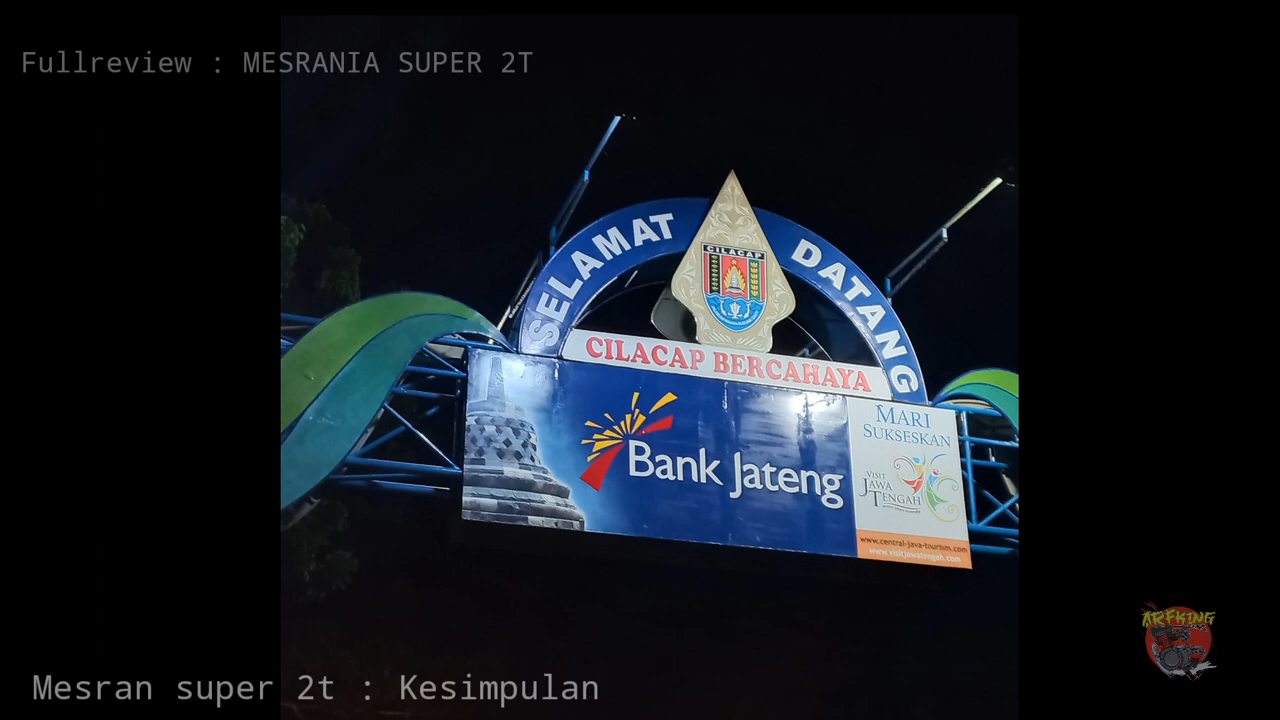 Fullreview : MESRANIA SUPER 2T
SELAMAT DATANG
CILACAP
CILACAP BERCAHAYA
Bank Jateng
MARI
SUKSESKAN
VISIT
JAWA
TENGAH
www.central-java-tourism.com
www.visitjawatengah.com
ARFKING
Mesran super 2t : Kesimpulan